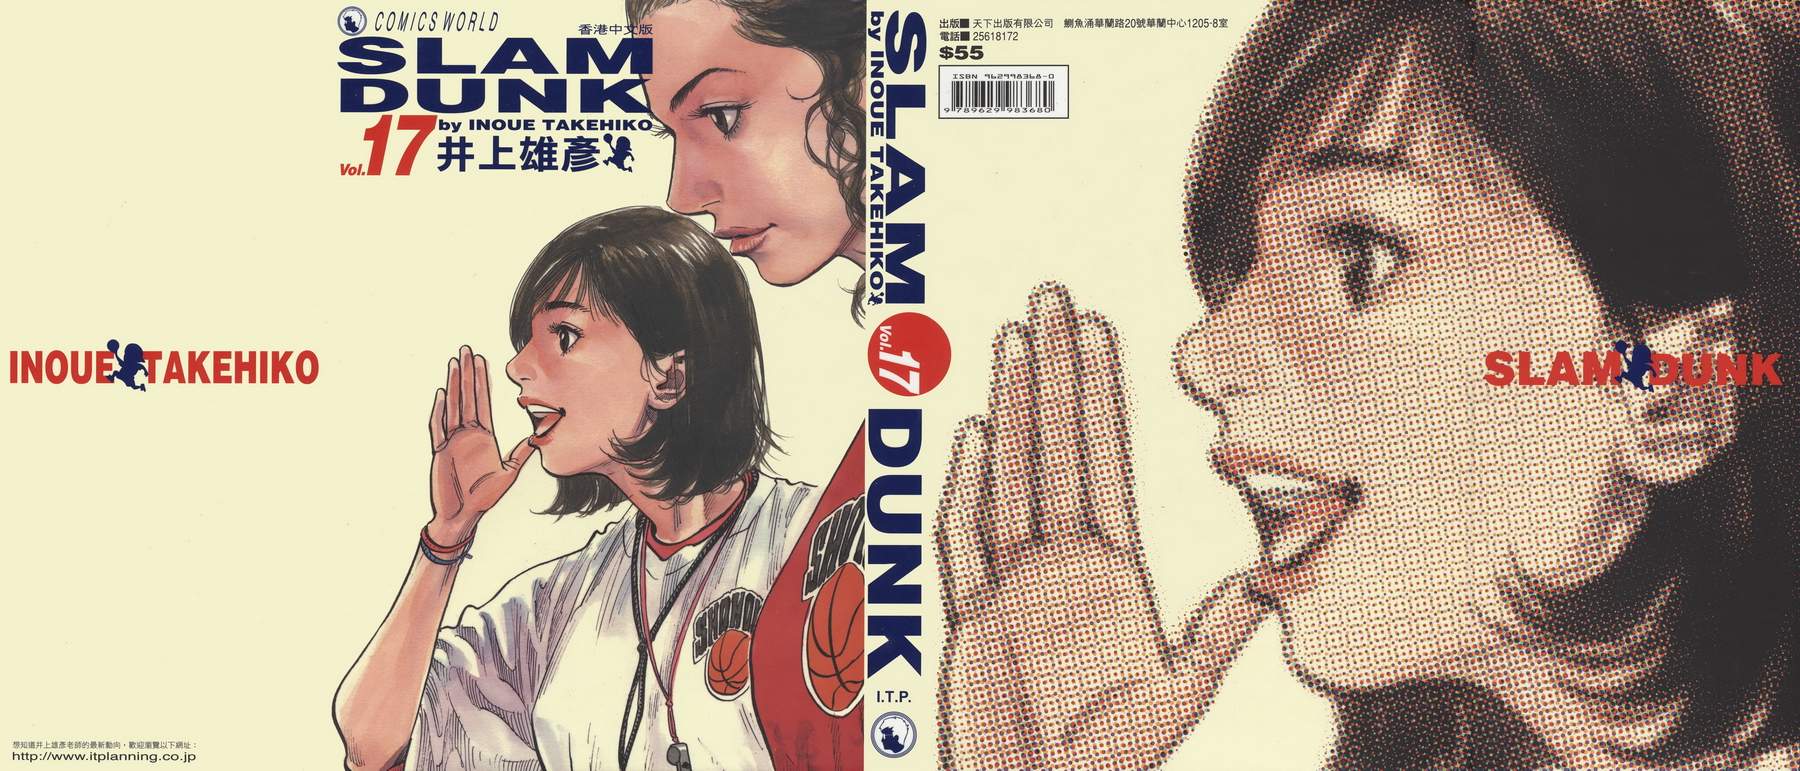 INOUE TAKEHIKO
想知道井上雄彥老師的最新動向，歡迎瀏覽以下網址：
http://www.itplanning.co.jp
COMICS WORLD
香港中文版
SLAM
DUNK
by INOUE TAKEHIKO
Vol.17 井上雄彥
SHOHOKU
SHO
SLAM DUNK
by INOUE TAKEHIKO
Vol.17
I.T.P.
出版■ 天下出版有限公司 鰂魚涌華蘭路20號華蘭中心1205-8室
電話■ 25618172
$55
ISBN 962998368-0
9 789629 983680
SLAM DUNK